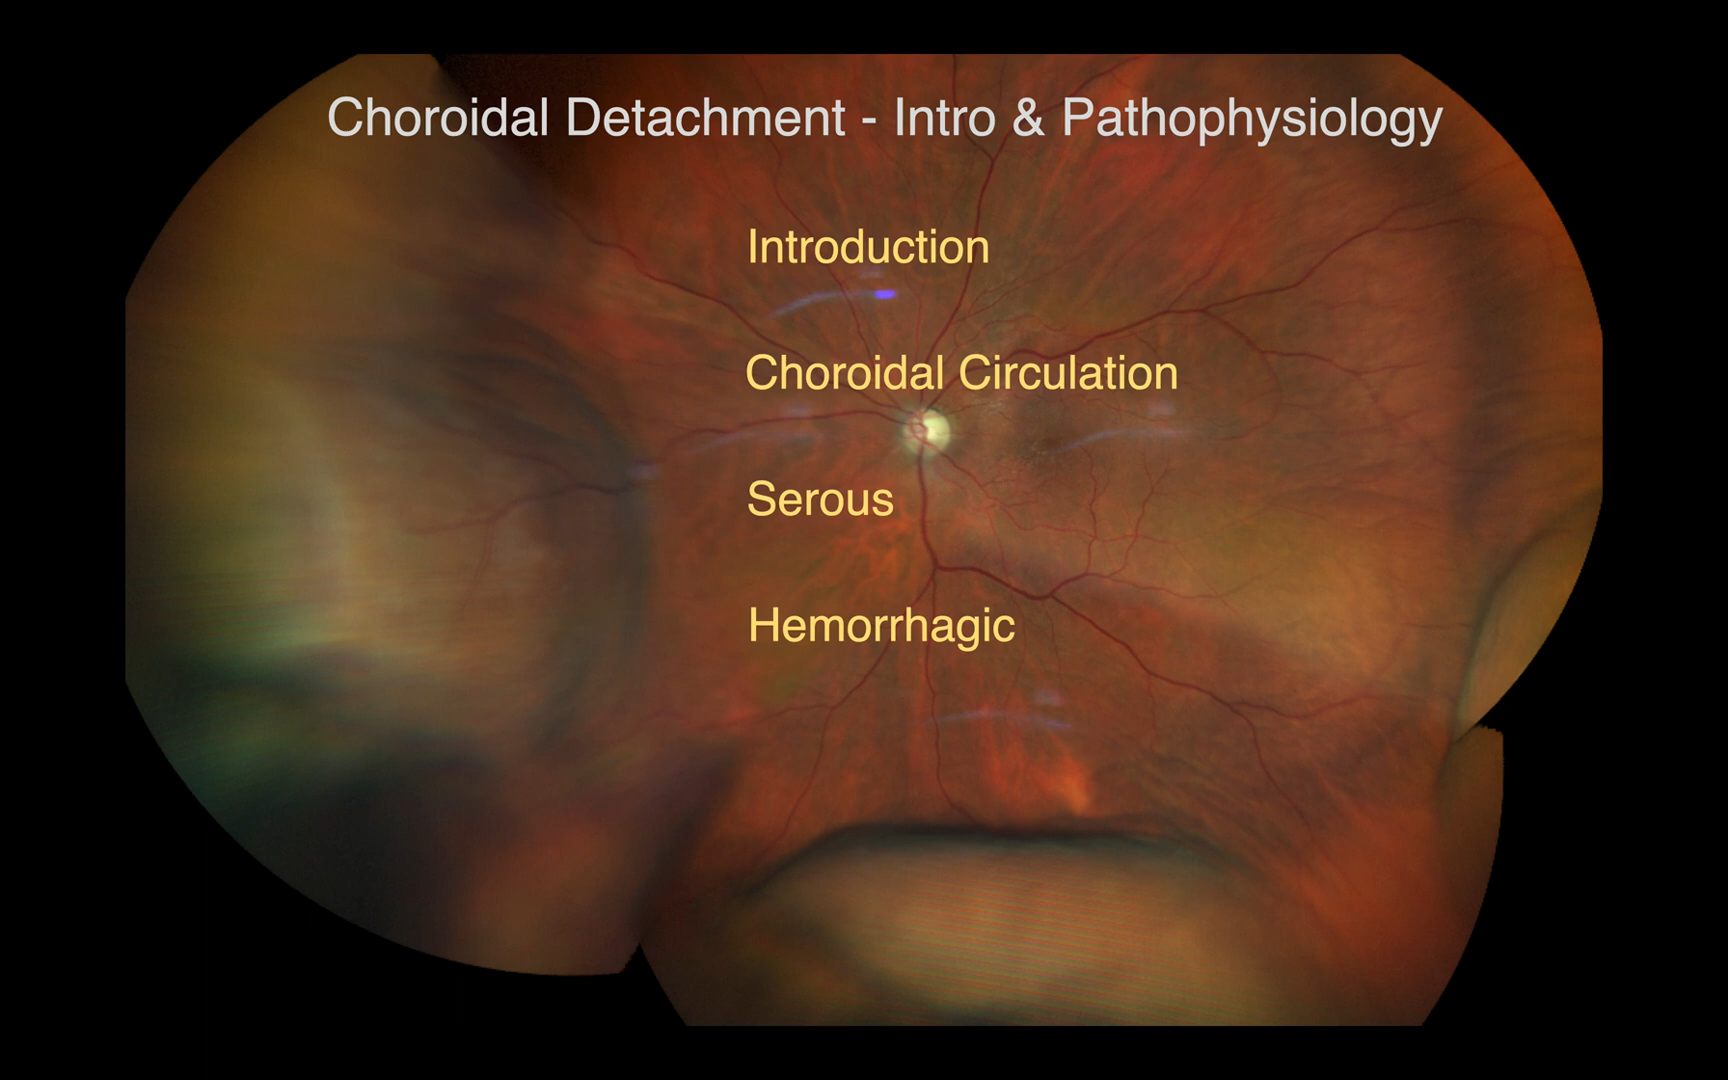 Choroidal Detachment - Intro & Pathophysiology
Introduction
Choroidal Circulation
Serous
Hemorrhagic